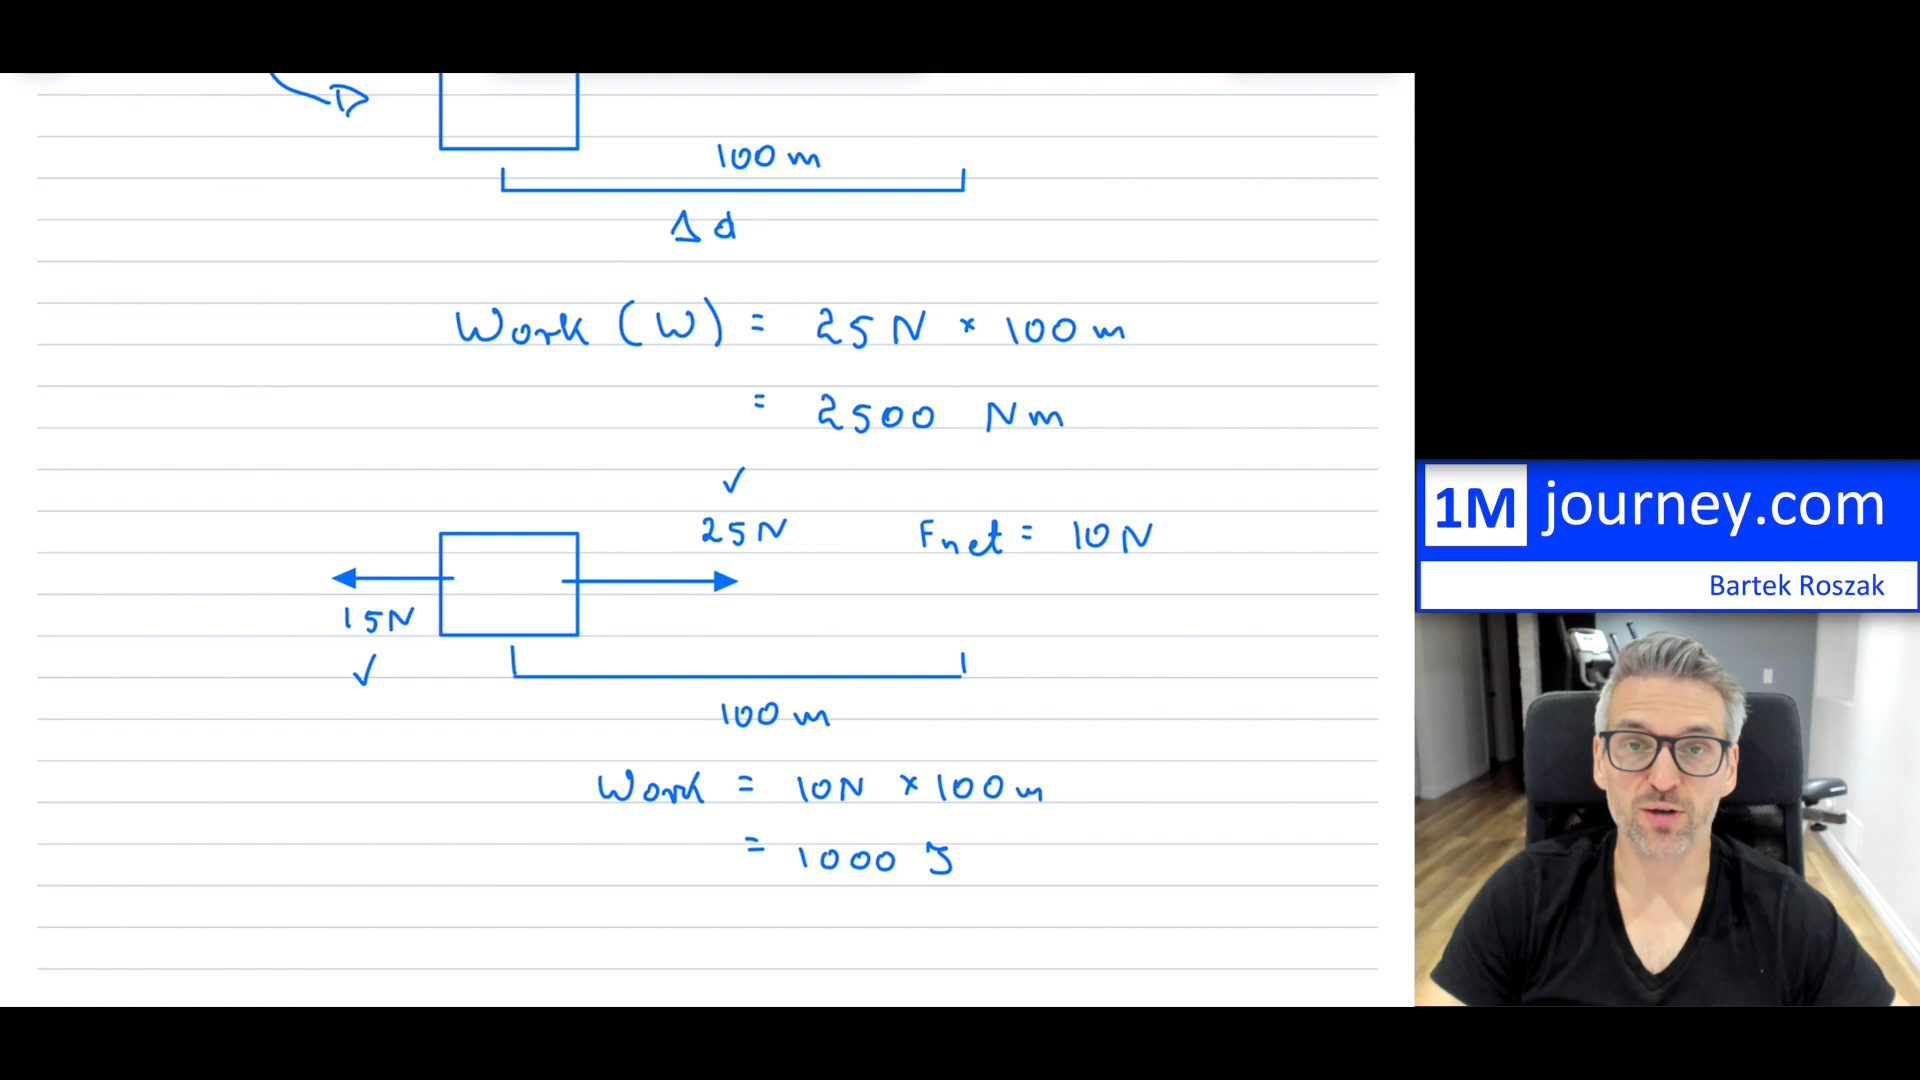 100 m
Δd
Work (W) = 25 N × 100 m
= 2500 Nm
✓
25 N
Fnet = 10 N
15 N
✓
100 m
Work = 10N × 100 m
= 1000 J
1M journey.com
Bartek Roszak